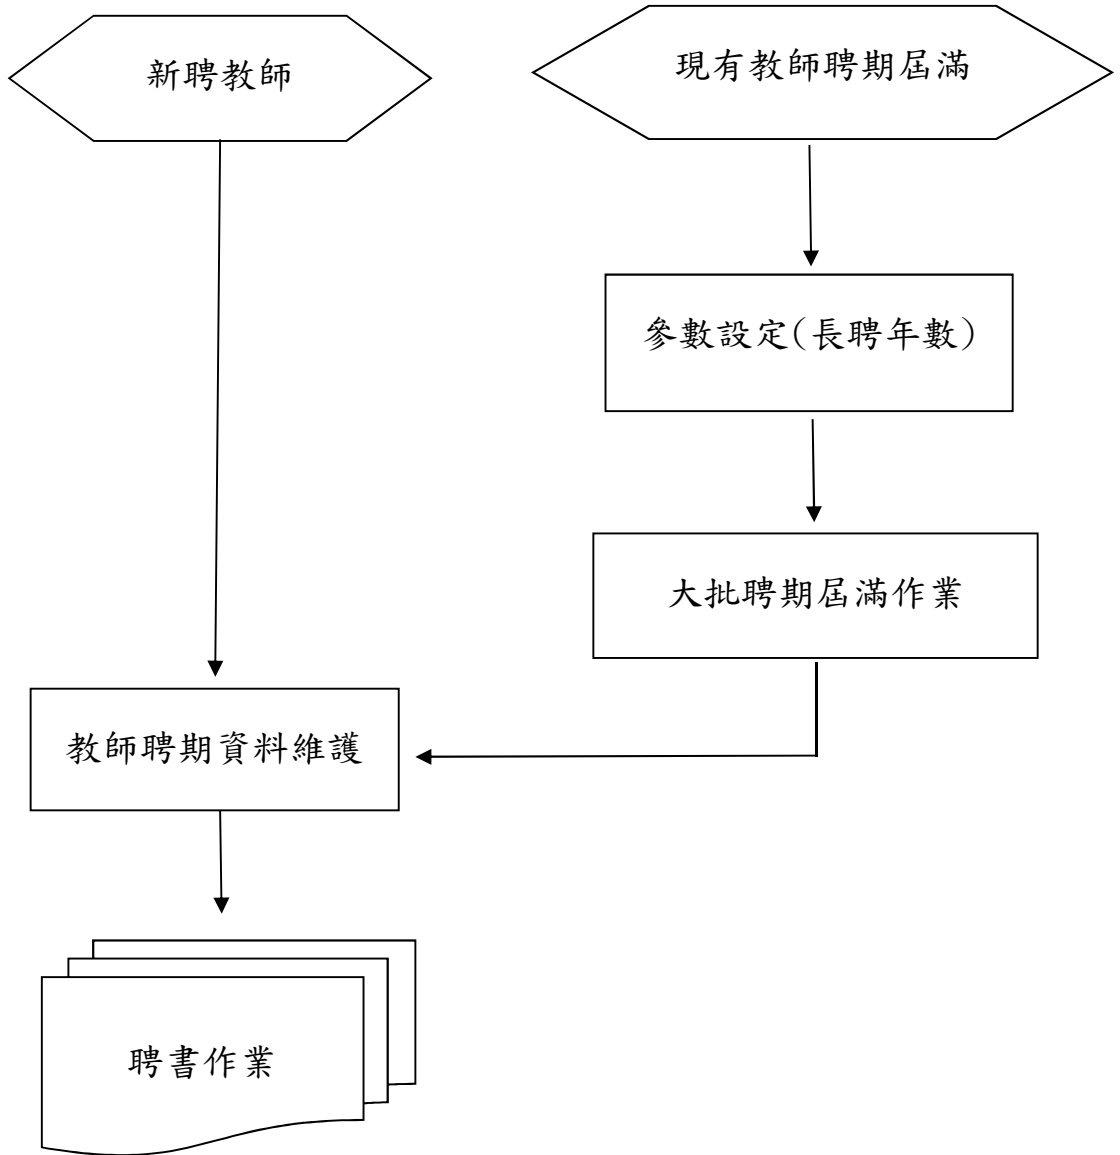 新聘教師
現有教師聘期屆滿
參數設定(長聘年數)
大批聘期屆滿作業
教師聘期資料維護
聘書作業